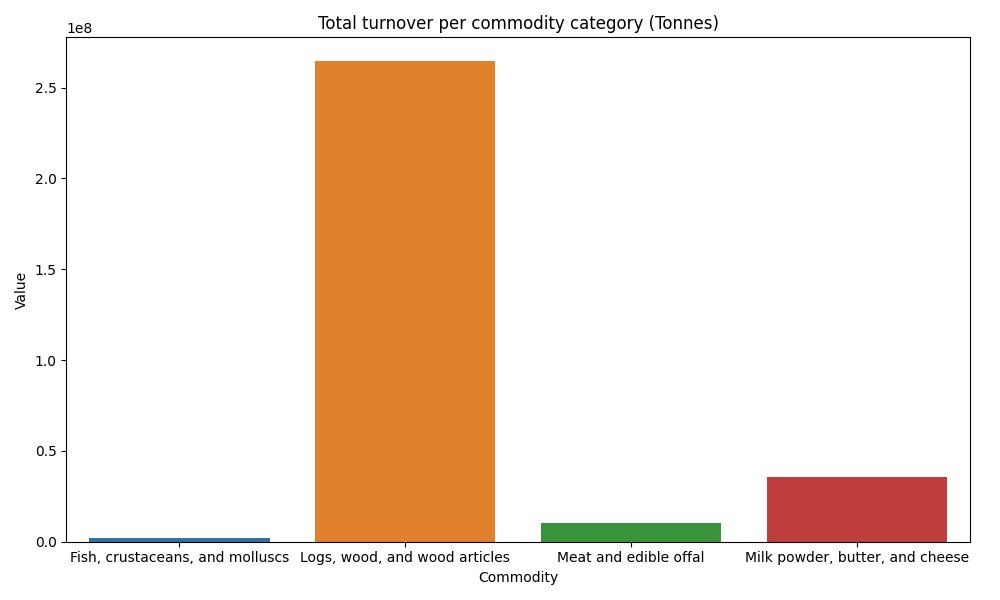 Total turnover per commodity category (Tonnes)
1e8
2.5
2.0
1.5
1.0
0.5
0.0
Value
Fish, crustaceans, and molluscs
Logs, wood, and wood articles
Meat and edible offal
Milk powder, butter, and cheese
Commodity